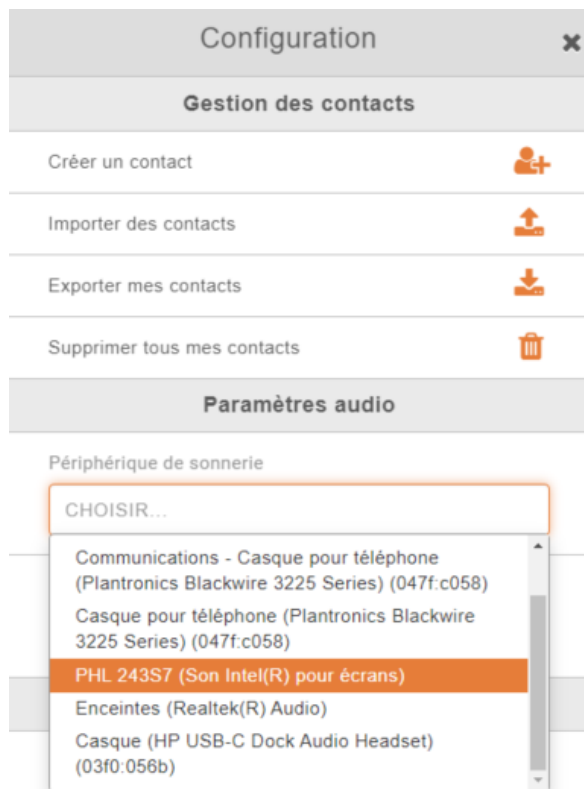 Configuration
Gestion des contacts
Créer un contact
Importer des contacts
Exporter mes contacts
Supprimer tous mes contacts
Paramètres audio
Périphérique de sonnerie
CHOISIR...
Communications - Casque pour téléphone
(Plantronics Blackwire 3225 Series) (047f:c058)
Casque pour téléphone (Plantronics Blackwire
3225 Series) (047f:c058)
PHL 243S7 (Son Intel(R) pour écrans)
Enceintes (Realtek(R) Audio)
Casque (HP USB-C Dock Audio Headset)
(03f0:056b)